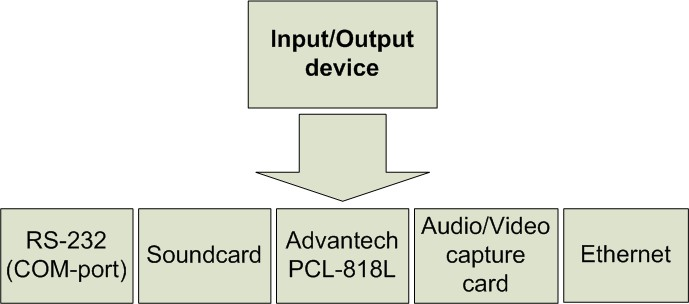 Input/Output
device
RS-232
(COM-port)
Soundcard
Advantech
PCL-818L
Audio/Video
capture
card
Ethernet